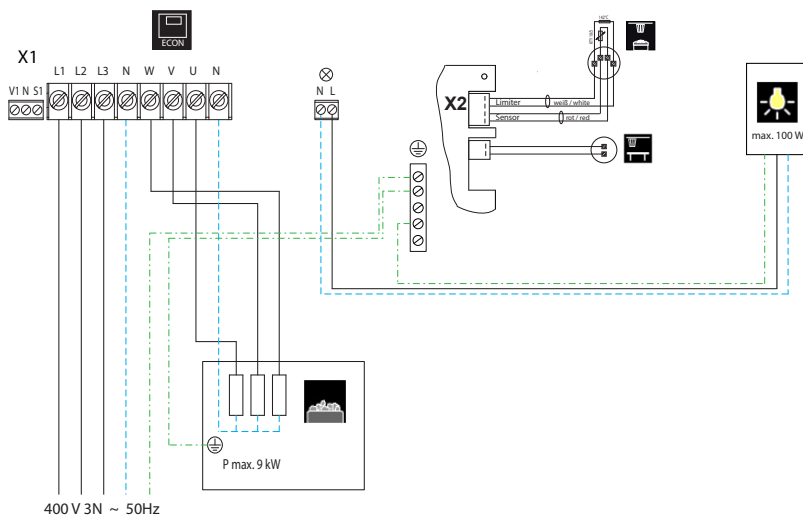 ECON
X1
L1 L2 L3 N W V U N
V1 N S1
N L
X2
Limiter
weiß / white
Sensor
rot / red
max. 100 W
P max. 9 kW
400 V 3N ~ 50Hz